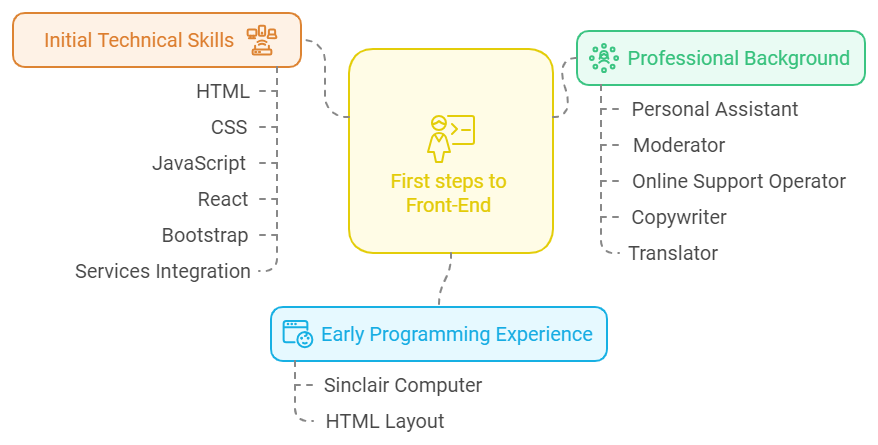 Initial Technical Skills
HTML
CSS
JavaScript
React
Bootstrap
Services Integration
First steps to
Front-End
Professional Background
Personal Assistant
Moderator
Online Support Operator
Copywriter
Translator
Early Programming Experience
Sinclair Computer
HTML Layout